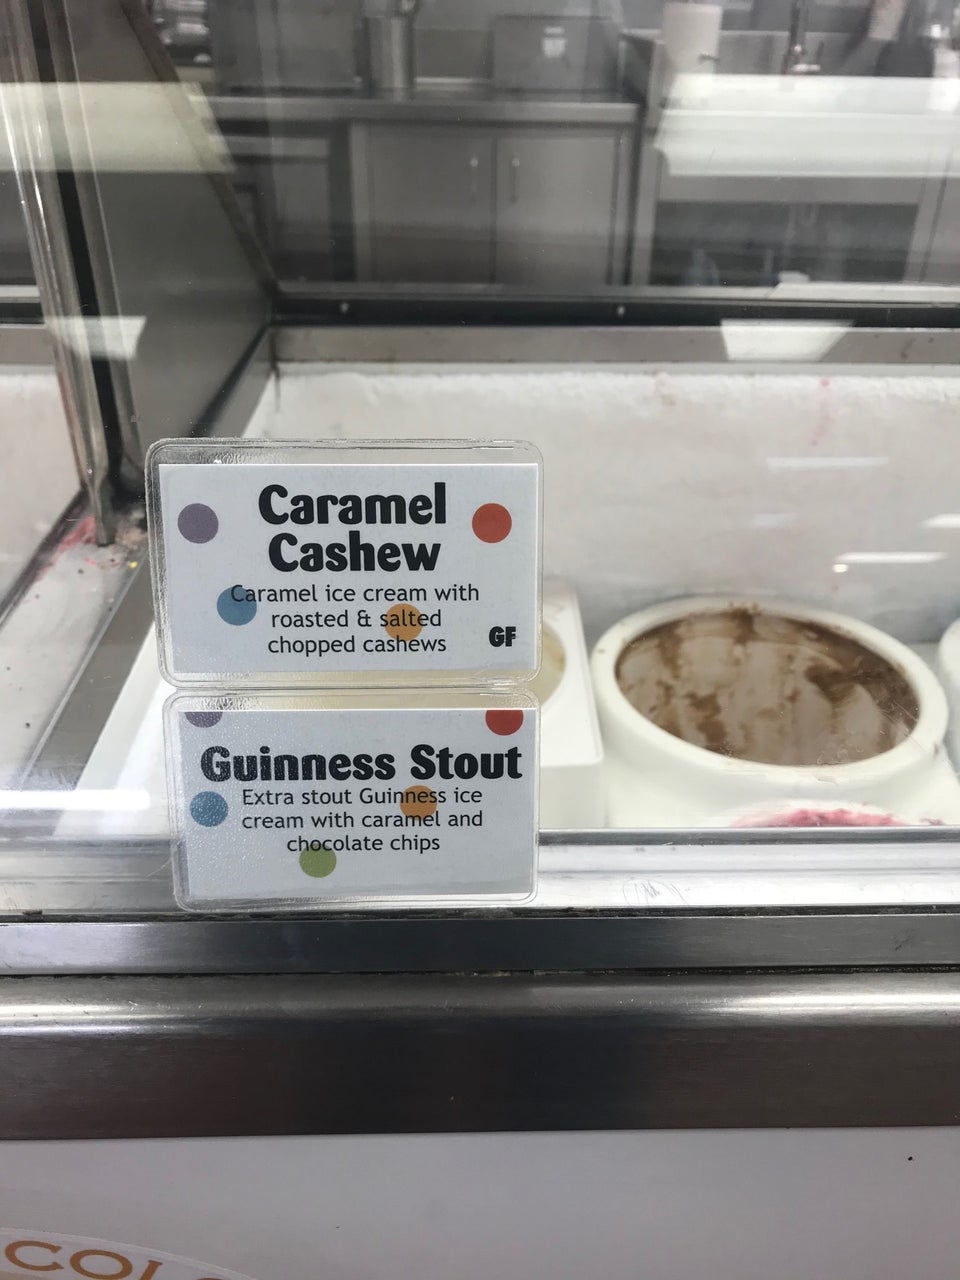 Caramel
Cashew
Caramel ice cream with
roasted & salted
chopped cashews
GF
Guinness Stout
Extra stout Guinness ice
cream with caramel and
chocolate chips